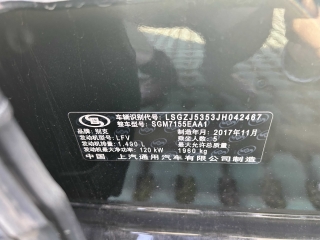 车辆识别代号: LSGZJ5353JH042467
整车型号: SGM7155EAA1
品牌: 别克 制造年月: 2017年11月
发动机型号: LFV 乘坐人数: 5
发动机排量: 1.490 L 最大允许总质量:
发动机最大净功率: 120 kW 1960 kg
中国 上汽通用汽车有限公司制造